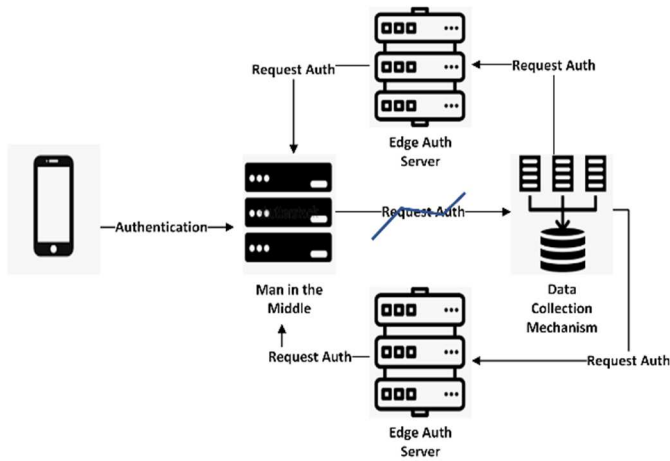 Request Auth
Request Auth
Edge Auth
Server
Authentication
Request Auth
Man in the
Middle
Data
Collection
Mechanism
Request Auth
Request Auth
Edge Auth
Server